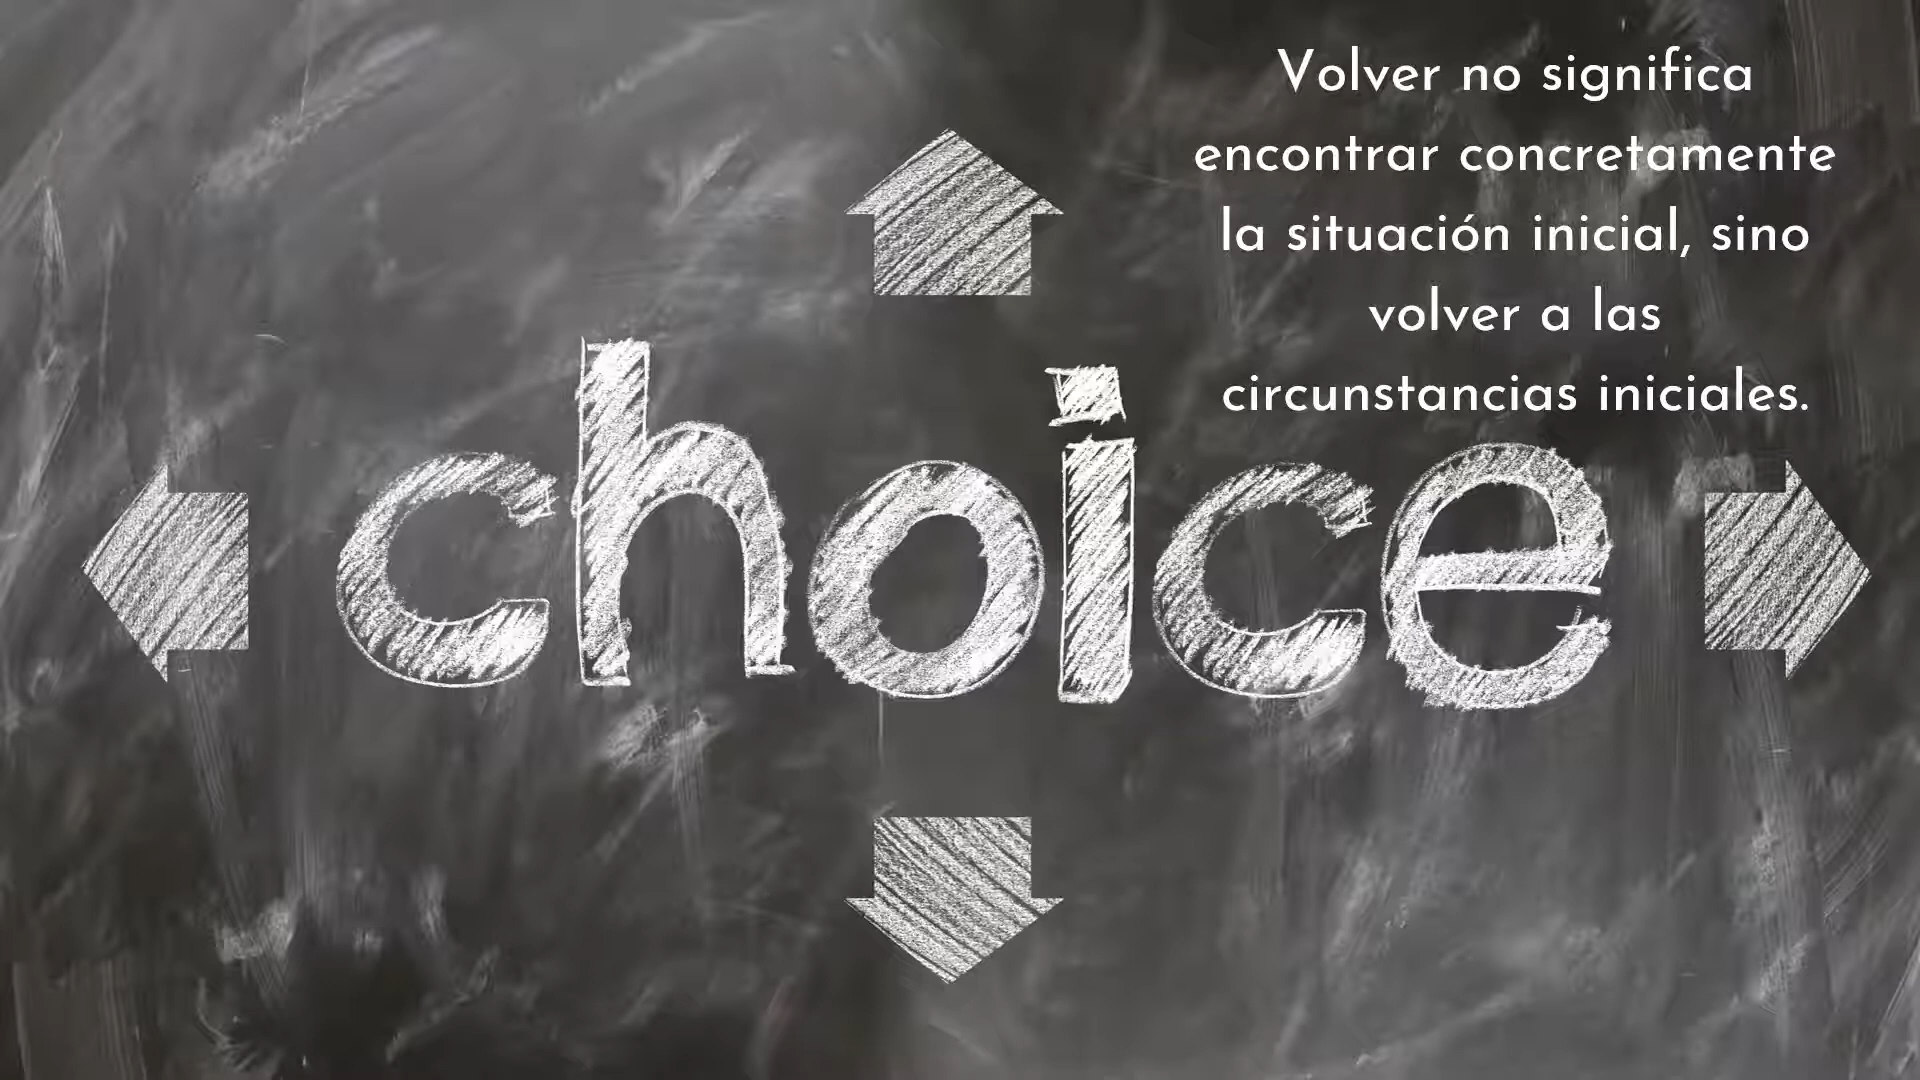 Volver no significa
encontrar concretamente
la situación inicial, sino
volver a las
circunstancias iniciales.
choice